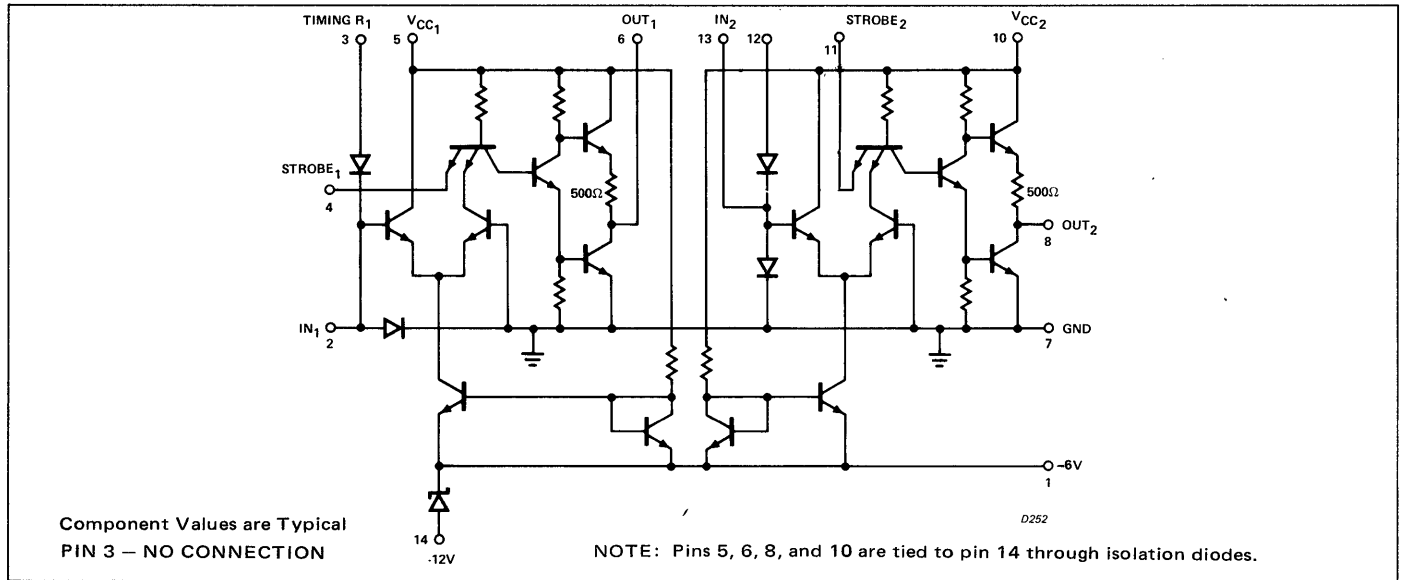 TIMING R1 VCC1 OUT1 IN2 STROBE2 VCC2
3 5 6 13 12 11 10
STROBE1
4
500Ω 500Ω
OUT2
8
IN1
2
GND
7
-6V
1
14
-12V
D252
Component Values are Typical
PIN 3 — NO CONNECTION
NOTE: Pins 5, 6, 8, and 10 are tied to pin 14 through isolation diodes.